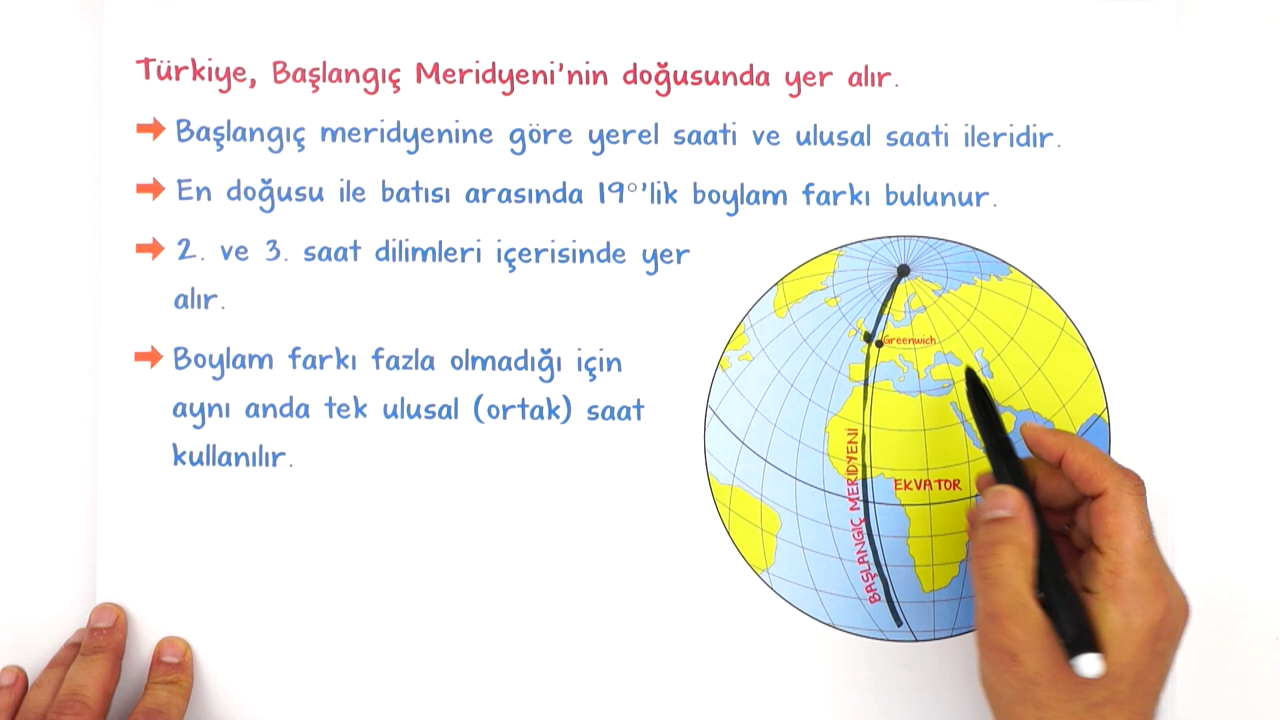 Türkiye, Başlangıç Meridyeni'nin doğusunda yer alır.
Başlangıç meridyenine göre yerel saati ve ulusal saati ileridir.
En doğusu ile batısı arasında 19°'lik boylam farkı bulunur.
2. ve 3. saat dilimleri içerisinde yer
alır.
Boylam farkı fazla olmadığı için
aynı anda tek ulusal (ortak) saat
kullanılır.
Greenwich
BAŞLANGIÇ MERİDYENİ
EKVATOR